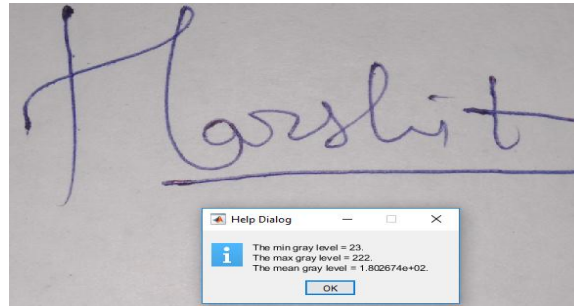 Harshit
Help Dialog
The min gray level = 23.
The max gray level = 222.
The mean gray level = 1.802674e+02.
OK